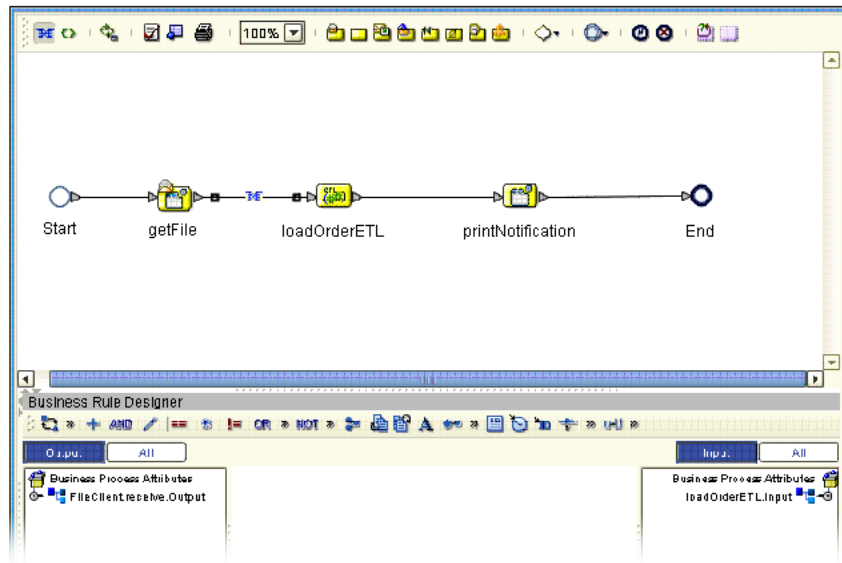 100%
Start
getFile
loadOrderETL
printNotification
End
Business Rule Designer
AND
!=
OR
NOT
A
Output
All
Input
All
Business Process Attributes
FileClient.receive.Output
Business Process Attributes
loadOrderETL.Input